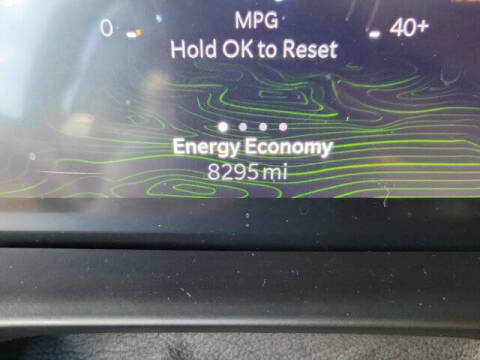 MPG
0 40+
Hold OK to Reset
Energy Economy
8295 mi